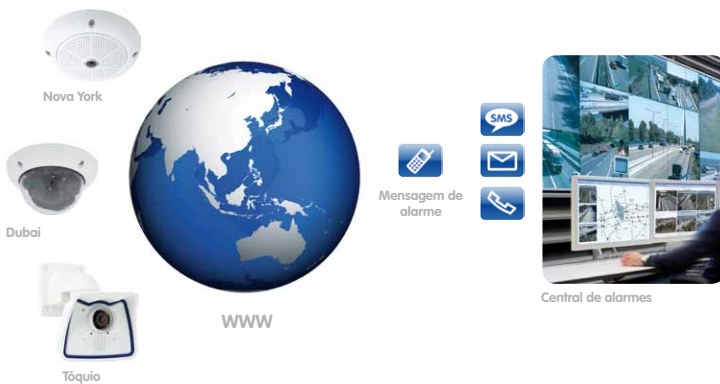 Nova York
Dubai
Tóquio
WWW
Mensagem de
alarme
SMS
Central de alarmes